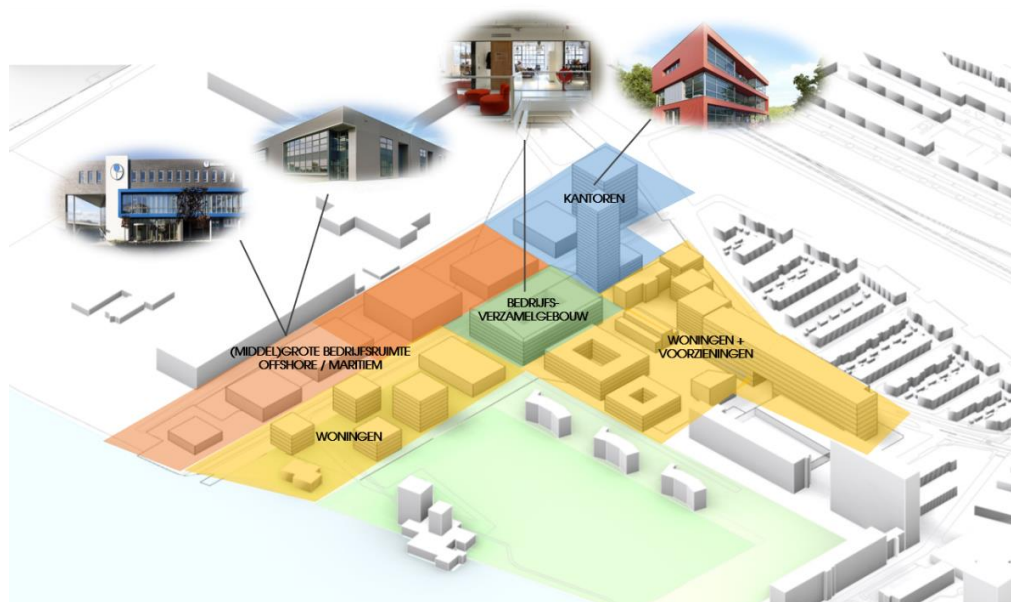 KANTOREN
BEDRIJFS-
VERZAMELGEBOUW
WONINGEN +
VOORZIENINGEN
(MIDDEL)GROTE BEDRIJFSRUIMTE
OFFSHORE / MARITIEM
WONINGEN